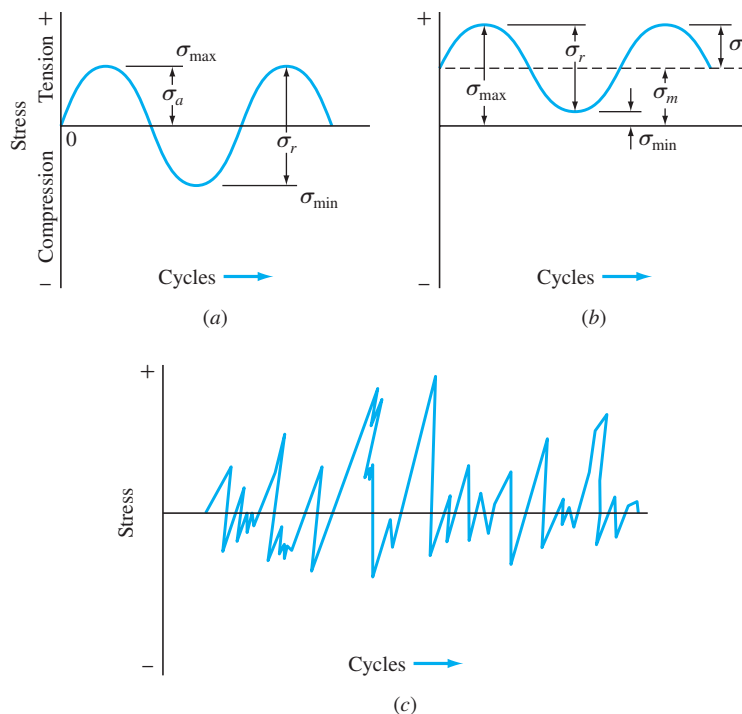 +
Tension
Stress
Compression
−
0
σmax
σa
σr
σmin
Cycles
(a)
+
−
σmax
σr
σm
σmin
σ
Cycles
(b)
+
Stress
−
Cycles
(c)